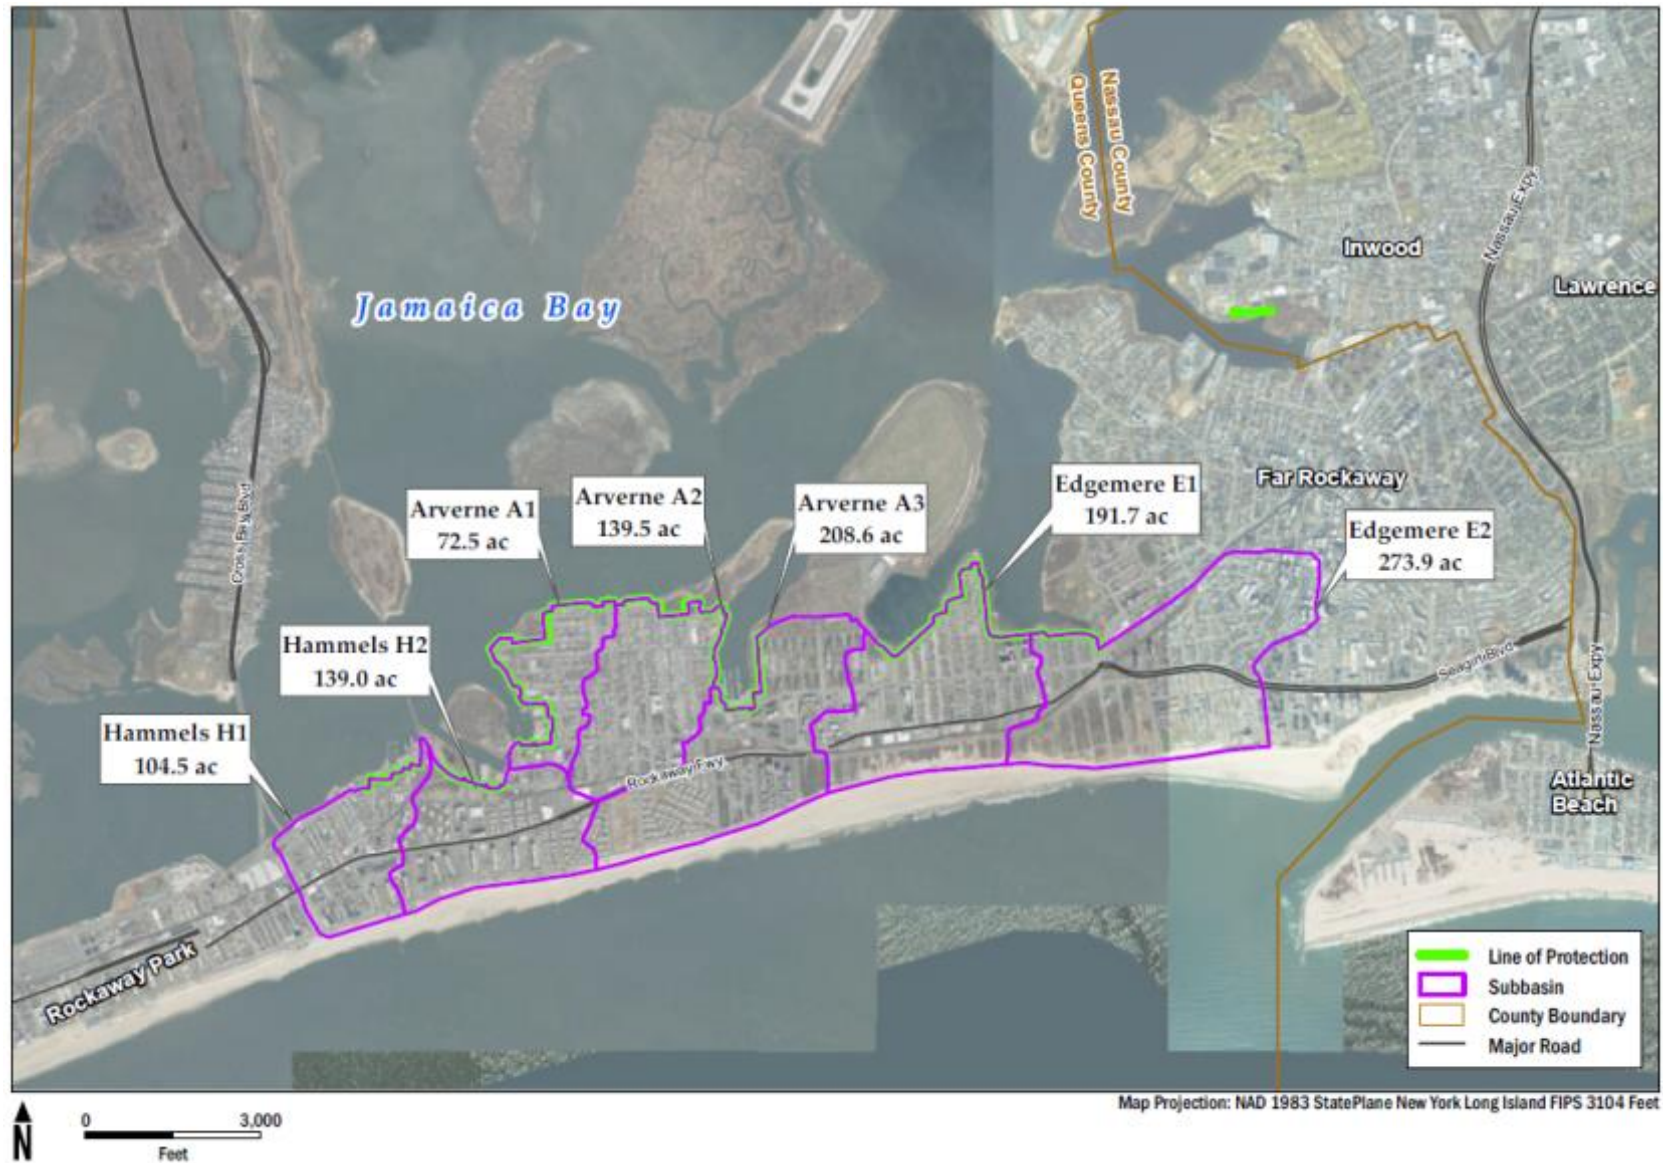 Nassau County
Queens County
Inwood
Nassau Expy
Lawrence
Jamaica Bay
Far Rockaway
Cross Bay Blvd
Arverne A1
72.5 ac
Arverne A2
139.5 ac
Arverne A3
208.6 ac
Edgemere E1
191.7 ac
Edgemere E2
273.9 ac
Hammels H2
139.0 ac
Hammels H1
104.5 ac
Seagirt Blvd
Nassau Expy
Rockaway Fwy
Atlantic
Beach
Rockaway Park
Line of Protection
Subbasin
County Boundary
Major Road
Map Projection: NAD 1983 StatePlane New York Long Island FIPS 3104 Feet
N
0 3,000
Feet